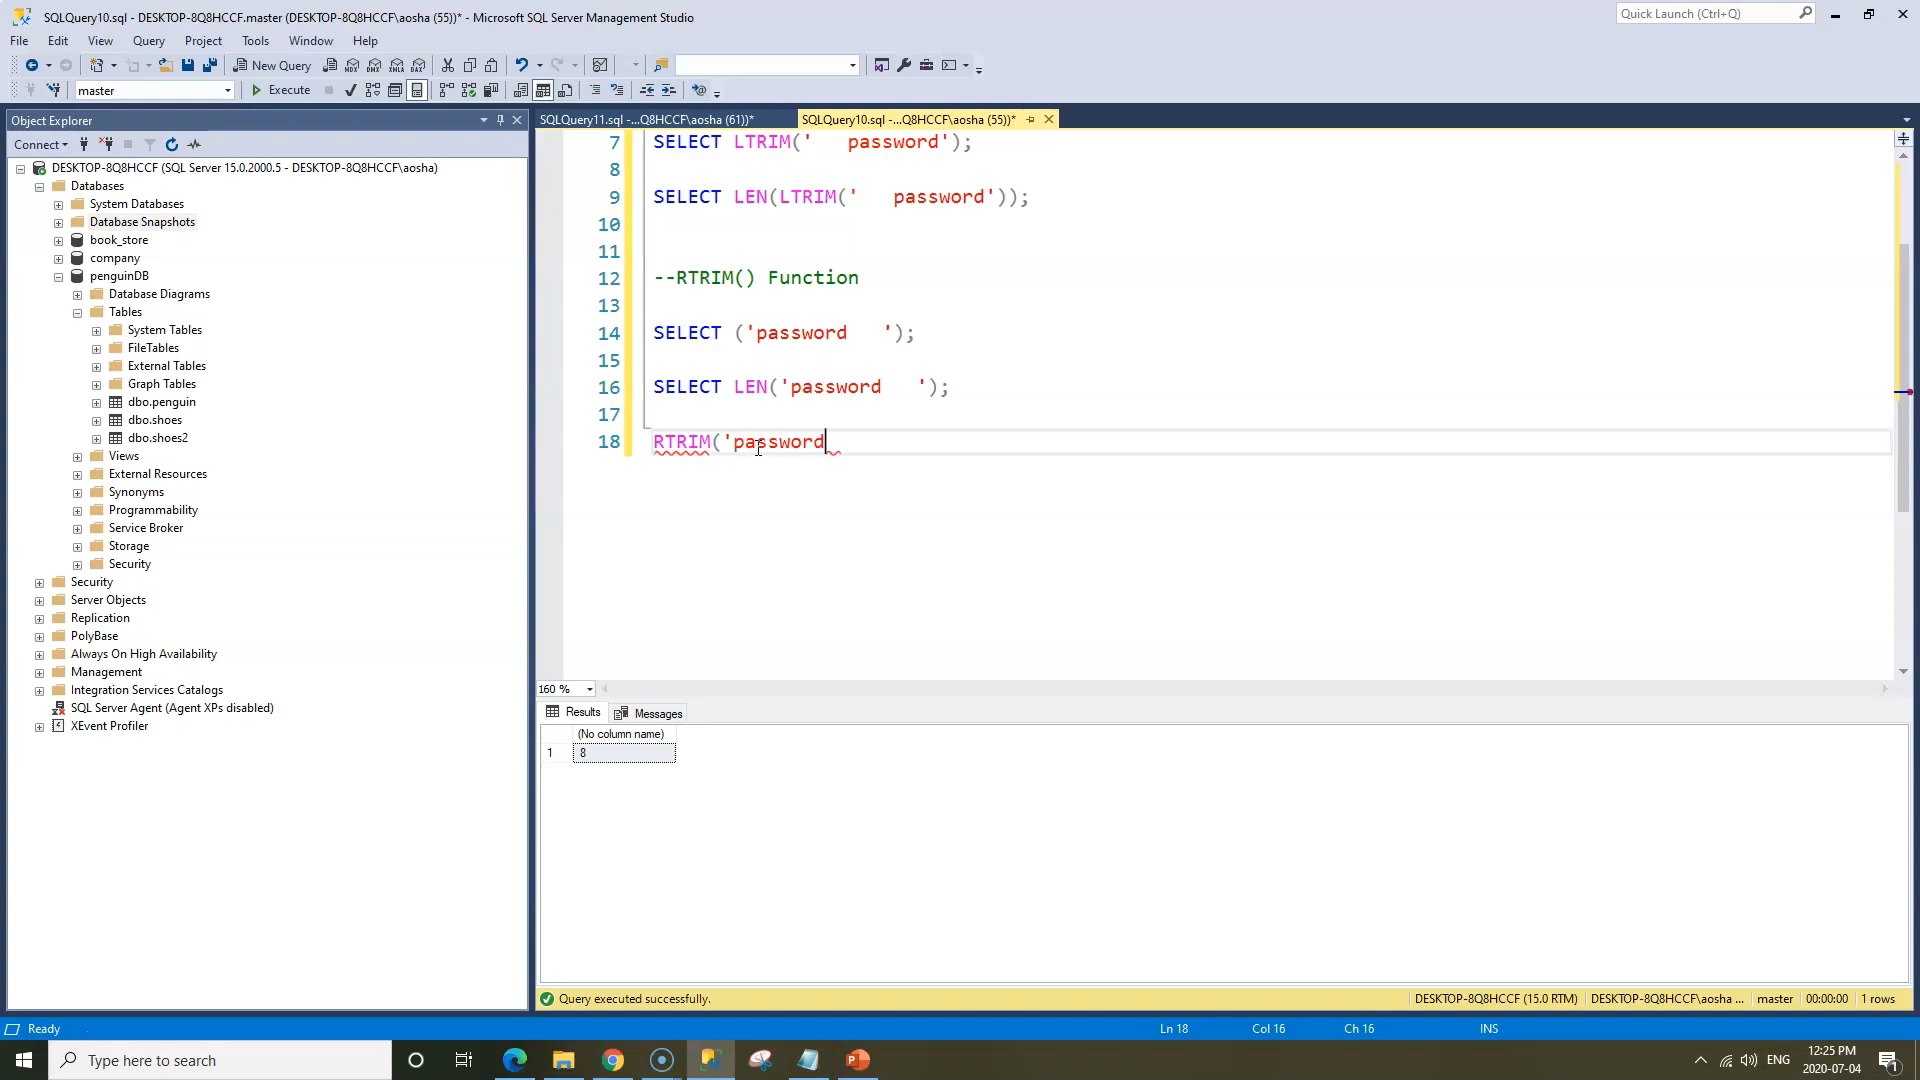 SQLQuery10.sql - DESKTOP-8Q8HCCF.master (DESKTOP-8Q8HCCF\aosha (55))* - Microsoft SQL Server Management Studio
Quick Launch (Ctrl+Q)
File Edit View Query Project Tools Window Help
New Query
master
Execute
Object Explorer
SQLQuery11.sql -...Q8HCCF\aosha (61))*
SQLQuery10.sql -...Q8HCCF\aosha (55))*
Connect
DESKTOP-8Q8HCCF (SQL Server 15.0.2000.5 - DESKTOP-8Q8HCCF\aosha)
Databases
System Databases
Database Snapshots
book_store
company
penguinDB
Database Diagrams
Tables
System Tables
FileTables
External Tables
Graph Tables
dbo.penguin
dbo.shoes
dbo.shoes2
Views
External Resources
Synonyms
Programmability
Service Broker
Storage
Security
Security
Server Objects
Replication
PolyBase
Always On High Availability
Management
Integration Services Catalogs
SQL Server Agent (Agent XPs disabled)
XEvent Profiler
7 SELECT LTRIM('   password');
8
9 SELECT LEN(LTRIM('   password'));
10
11
12 --RTRIM() Function
13
14 SELECT ('password   ');
15
16 SELECT LEN('password   ');
17
18 RTRIM('password
160 %
Results Messages
(No column name)
1 8
Query executed successfully.
DESKTOP-8Q8HCCF (15.0 RTM) DESKTOP-8Q8HCCF\aosha ... master 00:00:00 1 rows
Ready
Ln 18 Col 16 Ch 16 INS
Type here to search
ENG
12:25 PM
2020-07-04
1